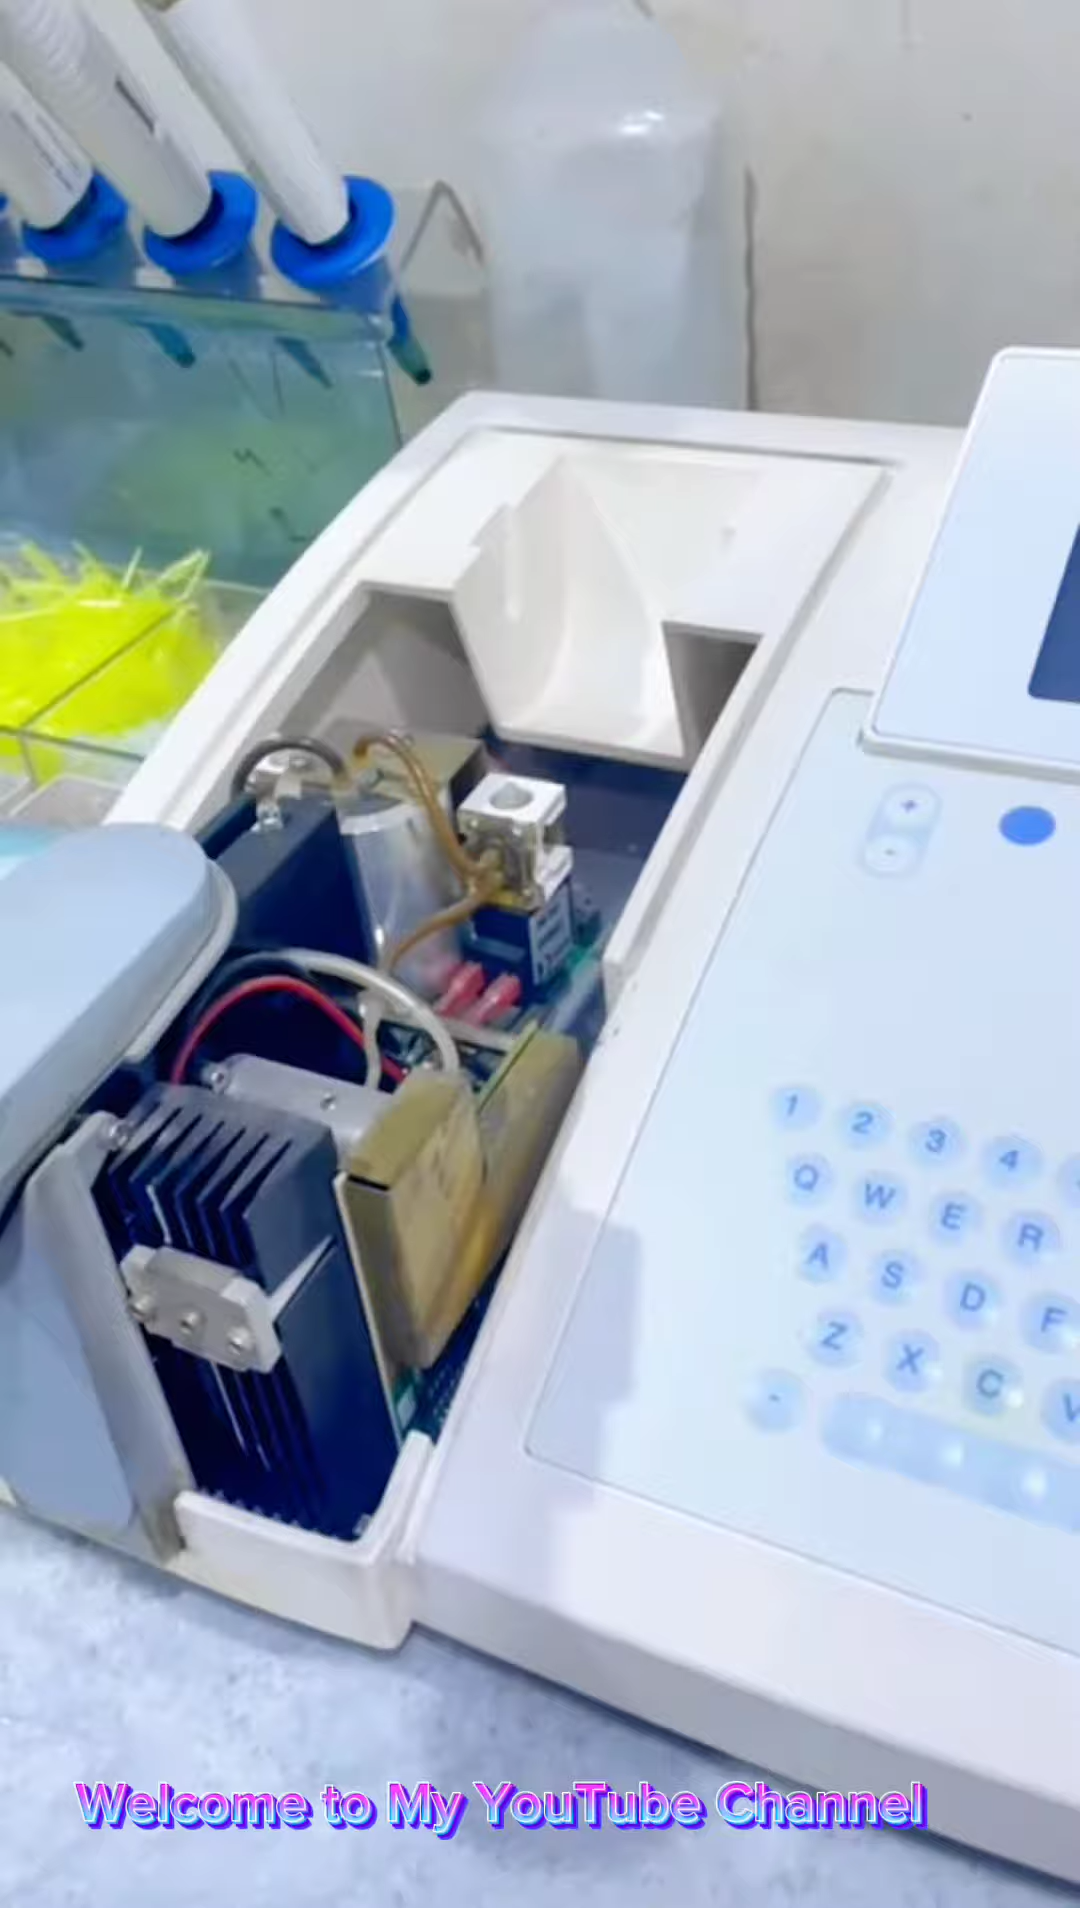 +
-
1 2 3 4
Q W E R
A S D F
Z X C V
-
Welcome to My YouTube Channel